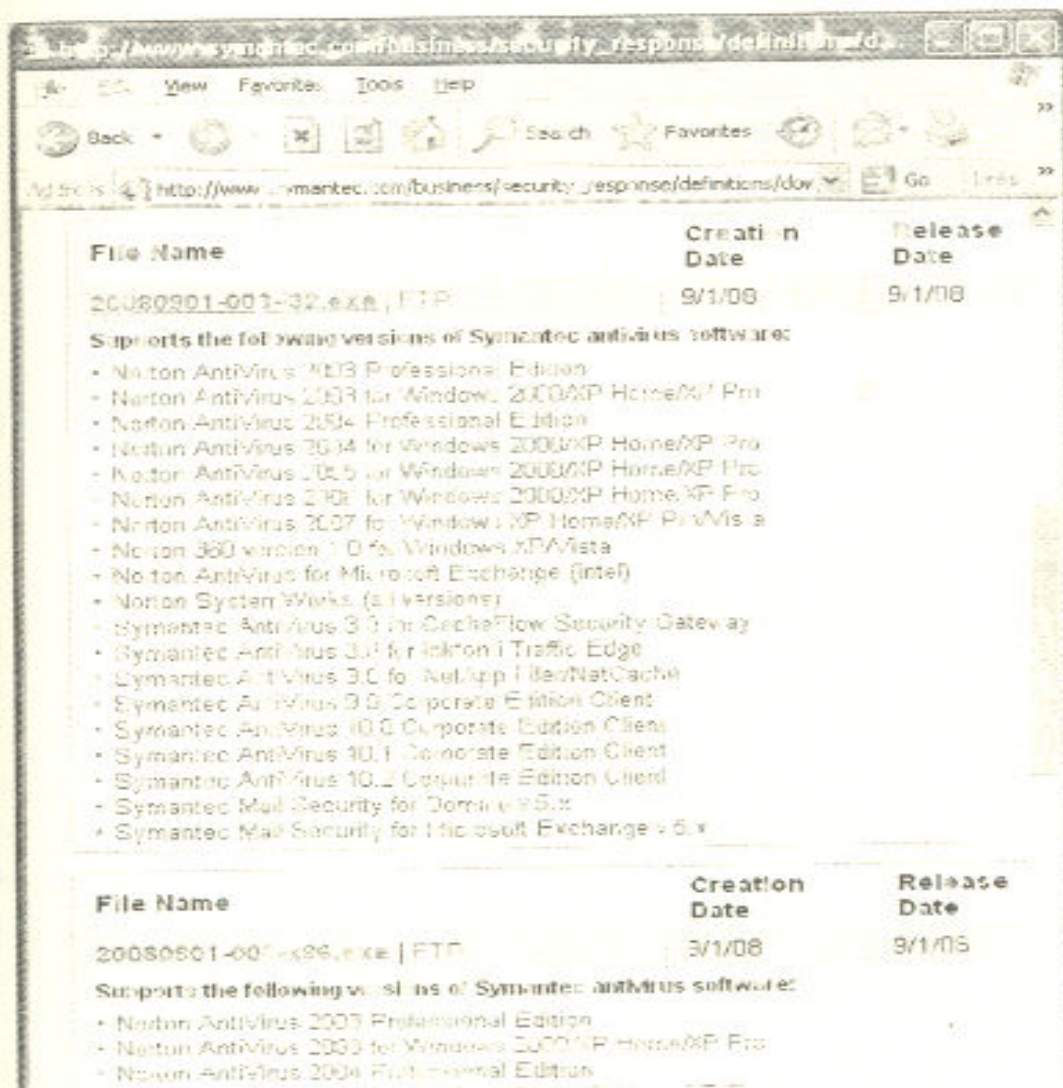 http://www.symantec.com/business/security_response/definitions/d...
View Favorites Tools Help
Back Search Favorites
Address http://www.symantec.com/business/security_response/definitions/dow Go Links
File Name Creation Date Release Date
20080901-003-i32.exe | FTP 9/1/08 9/1/08
Supports the following versions of Symantec antivirus software:
• Norton AntiVirus 2003 Professional Edition
• Norton AntiVirus 2003 for Windows 2000/XP Home/XP Pro
• Norton AntiVirus 2004 Professional Edition
• Norton AntiVirus 2004 for Windows 2000/XP Home/XP Pro
• Norton AntiVirus 2005 for Windows 2000/XP Home/XP Pro
• Norton AntiVirus 2006 for Windows 2000/XP Home/XP Pro
• Norton AntiVirus 2007 for Windows XP Home/XP Pro/Vista
• Norton 360 version 1.0 for Windows XP/Vista
• Norton AntiVirus for Microsoft Exchange (Intel)
• Norton SystemWorks (all versions)
• Symantec AntiVirus 3.0 for CacheFlow Security Gateway
• Symantec AntiVirus 3.0 for Inktomi Traffic Edge
• Symantec AntiVirus 3.0 for NetApp Filer/NetCache
• Symantec AntiVirus 9.0 Corporate Edition Client
• Symantec AntiVirus 10.0 Corporate Edition Client
• Symantec AntiVirus 10.1 Corporate Edition Client
• Symantec AntiVirus 10.2 Corporate Edition Client
• Symantec Mail Security for Domino v 5.x
• Symantec Mail Security for Microsoft Exchange v 5.x
File Name Creation Date Release Date
| FTP 9/1/08 9/1/08
Supports the following versions of Symantec antivirus software:
• Norton AntiVirus 2003 Professional Edition
• Norton AntiVirus 2003 for Windows 2000/XP Home/XP Pro
• Norton AntiVirus 2004 Professional Edition